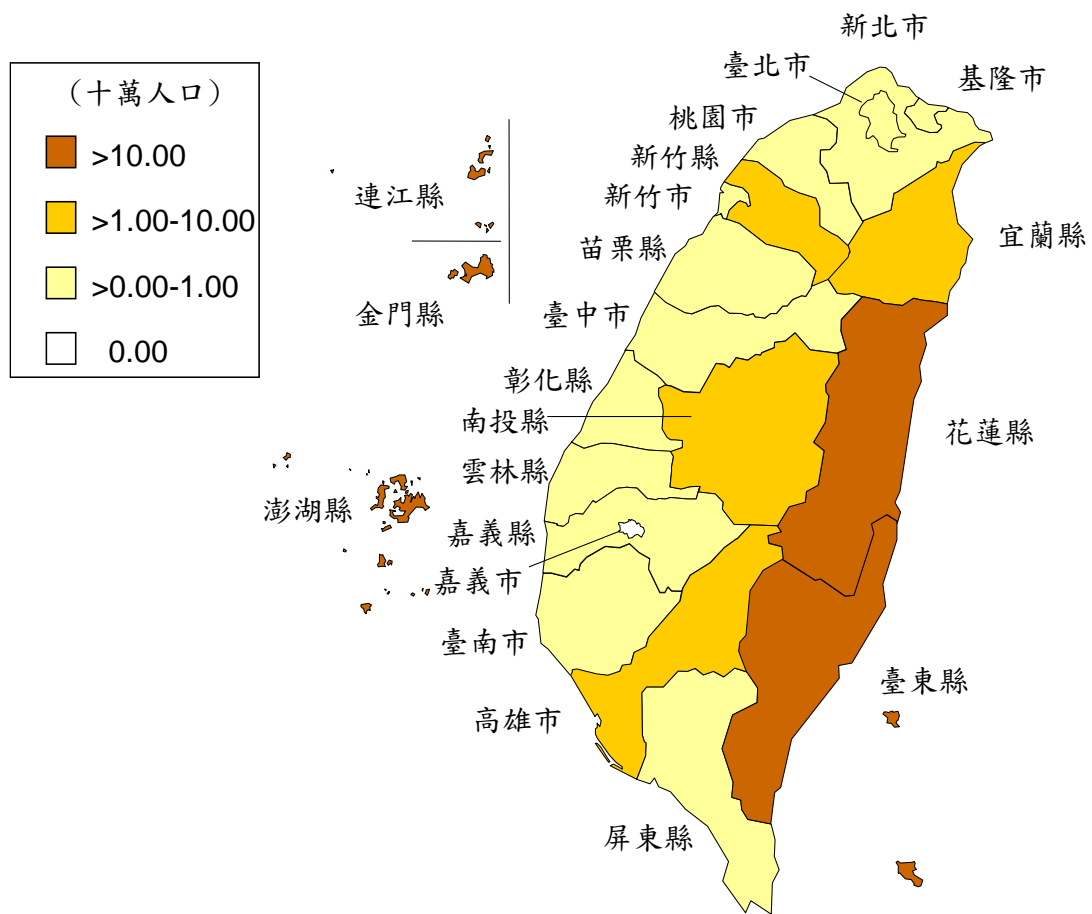 （十萬人口）
>10.00
>1.00-10.00
>0.00-1.00
0.00
新北市
臺北市
基隆市
桃園市
新竹縣
連江縣
新竹市
宜蘭縣
苗栗縣
金門縣
臺中市
彰化縣
南投縣
花蓮縣
雲林縣
澎湖縣
嘉義縣
嘉義市
臺南市
臺東縣
高雄市
屏東縣